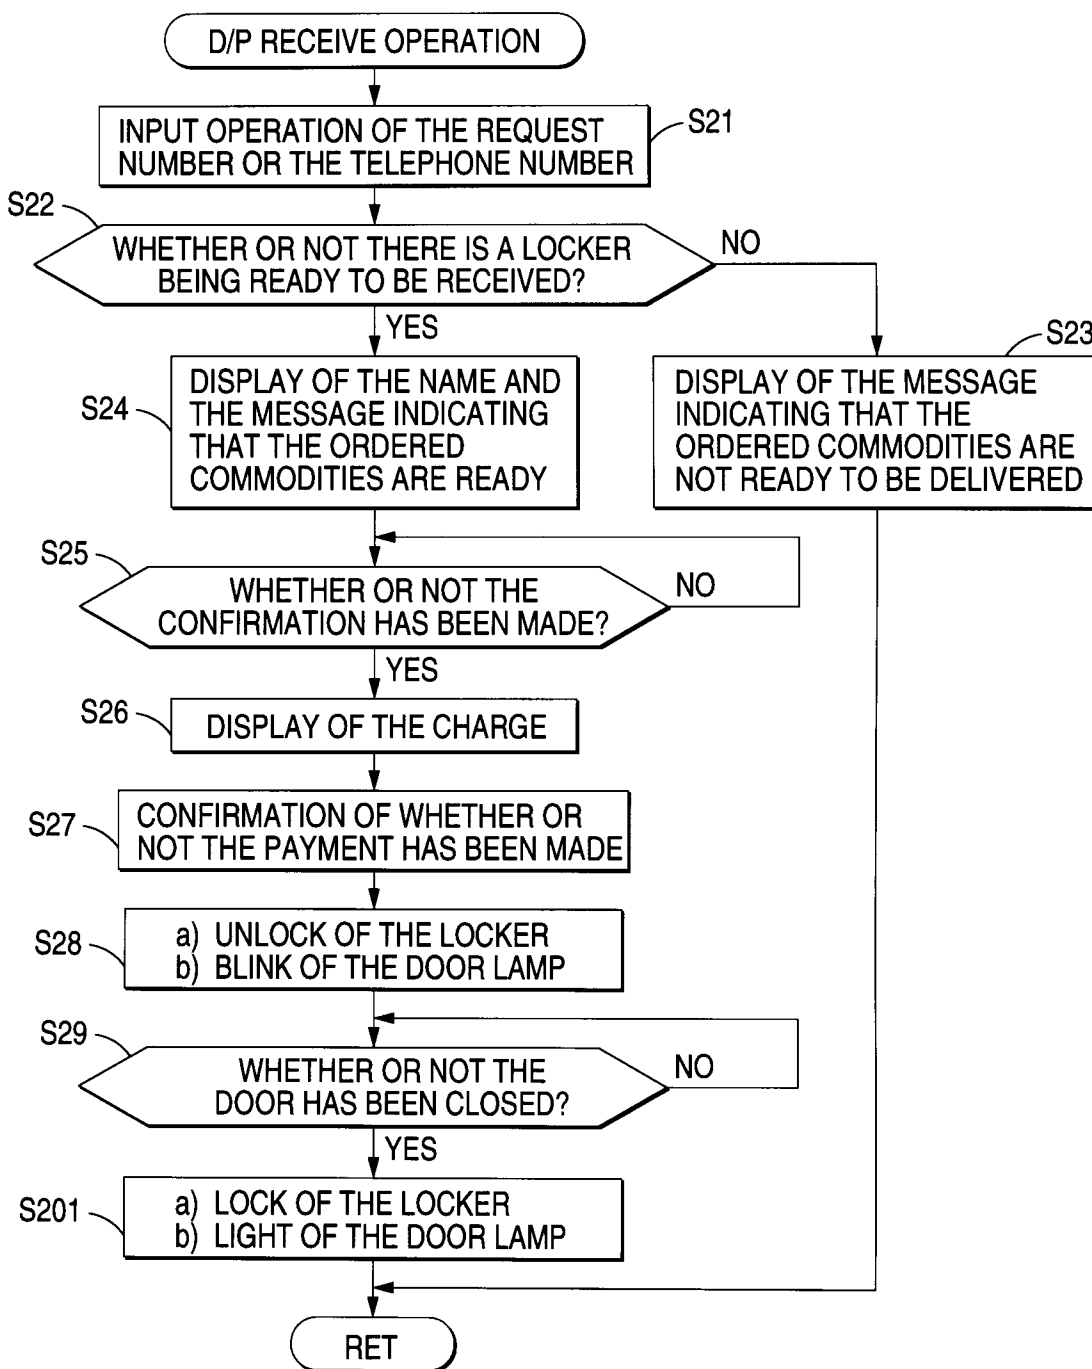 D/P RECEIVE OPERATION
INPUT OPERATION OF THE REQUEST
NUMBER OR THE TELEPHONE NUMBER
S21
S22
WHETHER OR NOT THERE IS A LOCKER
BEING READY TO BE RECEIVED?
NO
YES
S23
DISPLAY OF THE MESSAGE
INDICATING THAT THE
ORDERED COMMODITIES ARE
NOT READY TO BE DELIVERED
S24
DISPLAY OF THE NAME AND
THE MESSAGE INDICATING
THAT THE ORDERED
COMMODITIES ARE READY
S25
WHETHER OR NOT THE
CONFIRMATION HAS BEEN MADE?
NO
YES
S26
DISPLAY OF THE CHARGE
S27
CONFIRMATION OF WHETHER OR
NOT THE PAYMENT HAS BEEN MADE
S28
a) UNLOCK OF THE LOCKER
b) BLINK OF THE DOOR LAMP
S29
WHETHER OR NOT THE
DOOR HAS BEEN CLOSED?
NO
YES
S201
a) LOCK OF THE LOCKER
b) LIGHT OF THE DOOR LAMP
RET